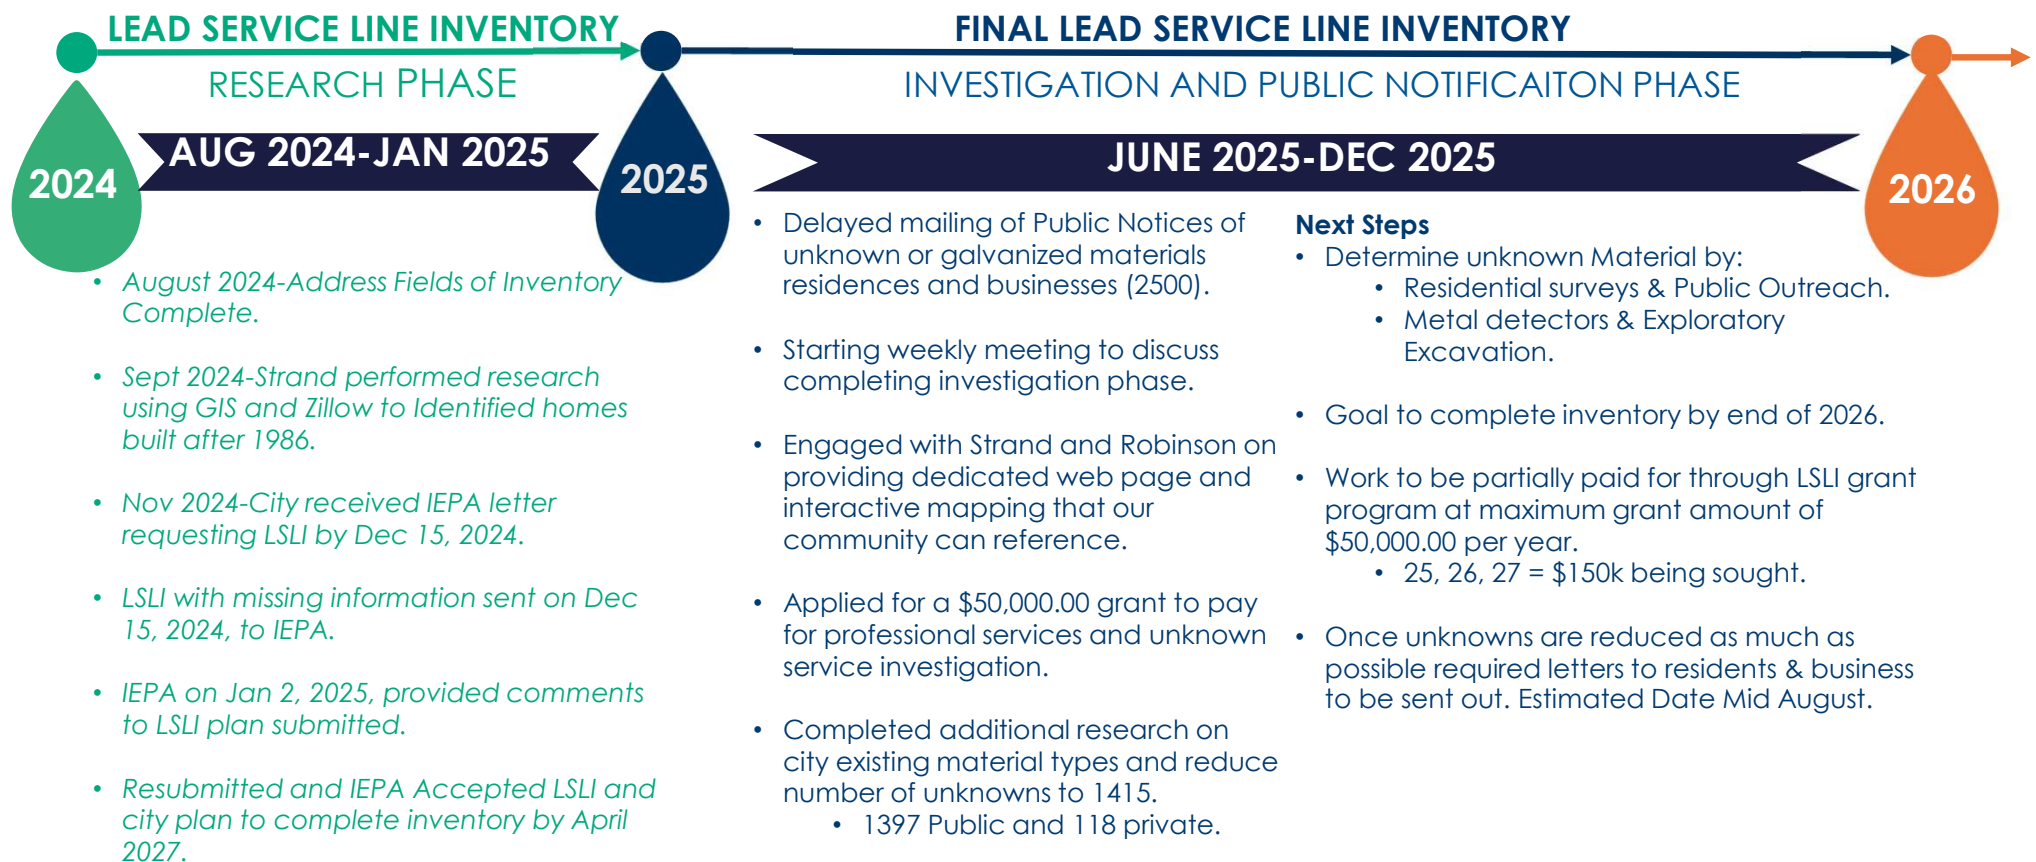 LEAD SERVICE LINE INVENTORY
RESEARCH PHASE
2024
AUG 2024-JAN 2025
• August 2024-Address Fields of Inventory
Complete.
• Sept 2024-Strand performed research
using GIS and Zillow to Identified homes
built after 1986.
• Nov 2024-City received IEPA letter
requesting LSLI by Dec 15, 2024.
• LSLI with missing information sent on Dec
15, 2024, to IEPA.
• IEPA on Jan 2, 2025, provided comments
to LSLI plan submitted.
• Resubmitted and IEPA Accepted LSLI and
city plan to complete inventory by April
2027.
2025
FINAL LEAD SERVICE LINE INVENTORY
INVESTIGATION AND PUBLIC NOTIFICAITON PHASE
JUNE 2025-DEC 2025
• Delayed mailing of Public Notices of
unknown or galvanized materials
residences and businesses (2500).
• Starting weekly meeting to discuss
completing investigation phase.
• Engaged with Strand and Robinson on
providing dedicated web page and
interactive mapping that our
community can reference.
• Applied for a $50,000.00 grant to pay
for professional services and unknown
service investigation.
• Completed additional research on
city existing material types and reduce
number of unknowns to 1415.
• 1397 Public and 118 private.
Next Steps
• Determine unknown Material by:
• Residential surveys & Public Outreach.
• Metal detectors & Exploratory
Excavation.
• Goal to complete inventory by end of 2026.
• Work to be partially paid for through LSLI grant
program at maximum grant amount of
$50,000.00 per year.
• 25, 26, 27 = $150k being sought.
• Once unknowns are reduced as much as
possible required letters to residents & business
to be sent out. Estimated Date Mid August.
2026